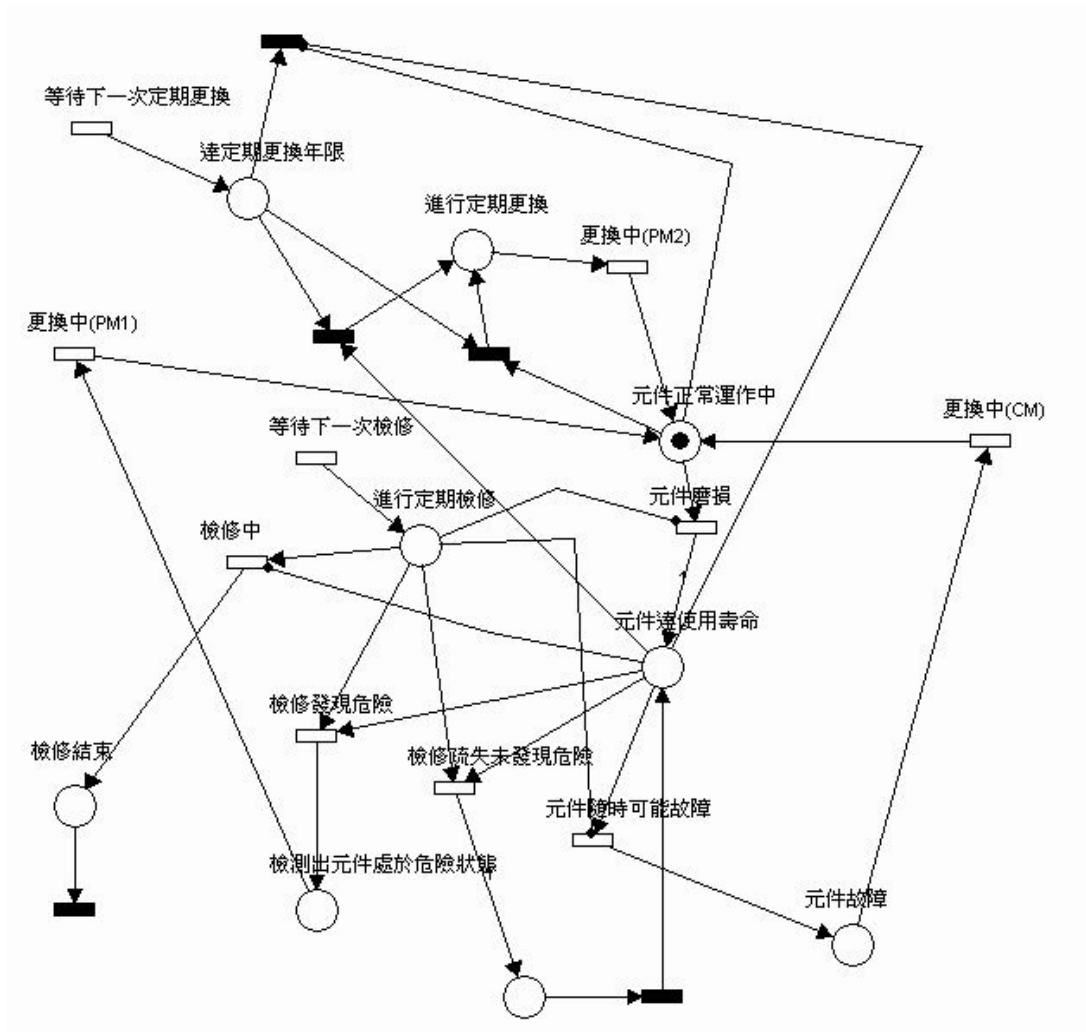 等待下一次定期更換
達定期更換年限
進行定期更換
更換中(PM2)
更換中(PM1)
元件正常運作中
更換中(CM)
等待下一次檢修
進行定期檢修
元件磨損
檢修中
元件達使用壽命
檢修發現危險
檢修結束
檢修疏失未發現危險
元件隨時可能故障
檢測出元件處於危險狀態
元件故障